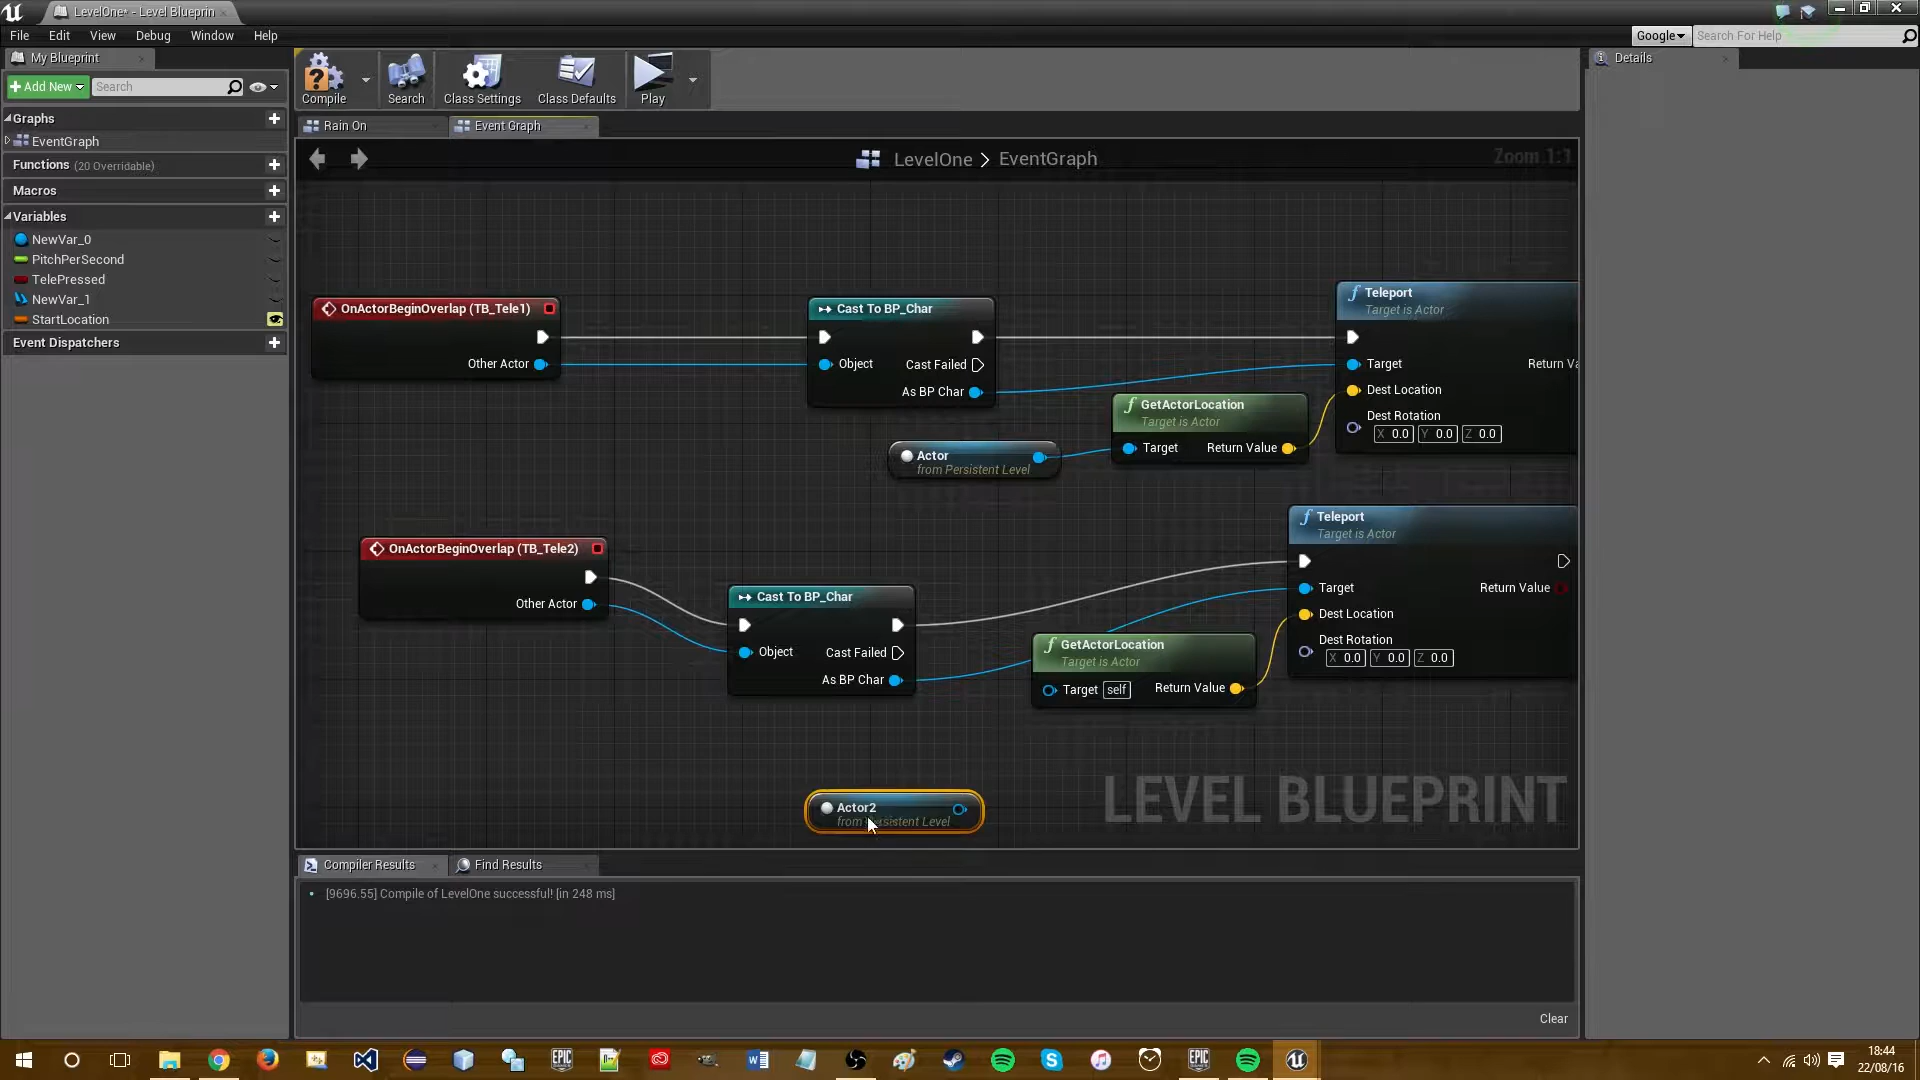 LevelOne* - Level Blueprin
File Edit View Debug Window Help
Google Search For Help
My Blueprint
Details
Add New Search
Compile Search Class Settings Class Defaults Play
Graphs
Rain On Event Graph
EventGraph
Functions (20 Overridable)
LevelOne > EventGraph Zoom 1:1
Macros
Variables
NewVar_0
PitchPerSecond
TelePressed
NewVar_1
StartLocation
Event Dispatchers
OnActorBeginOverlap (TB_Tele1)
Other Actor
Cast To BP_Char
Object Cast Failed
As BP Char
Teleport
Target is Actor
Target Return Va
Dest Location
Dest Rotation
X 0.0 Y 0.0 Z 0.0
GetActorLocation
Target is Actor
Target Return Value
Actor
from Persistent Level
OnActorBeginOverlap (TB_Tele2)
Other Actor
Cast To BP_Char
Object Cast Failed
As BP Char
Teleport
Target is Actor
Target Return Value
Dest Location
Dest Rotation
X 0.0 Y 0.0 Z 0.0
GetActorLocation
Target is Actor
Target self Return Value
Actor2
from Persistent Level
LEVEL BLUEPRINT
Compiler Results Find Results
[9696.55] Compile of LevelOne successful! [in 248 ms]
Clear
EPIC
EPIC
18:44
22/08/16